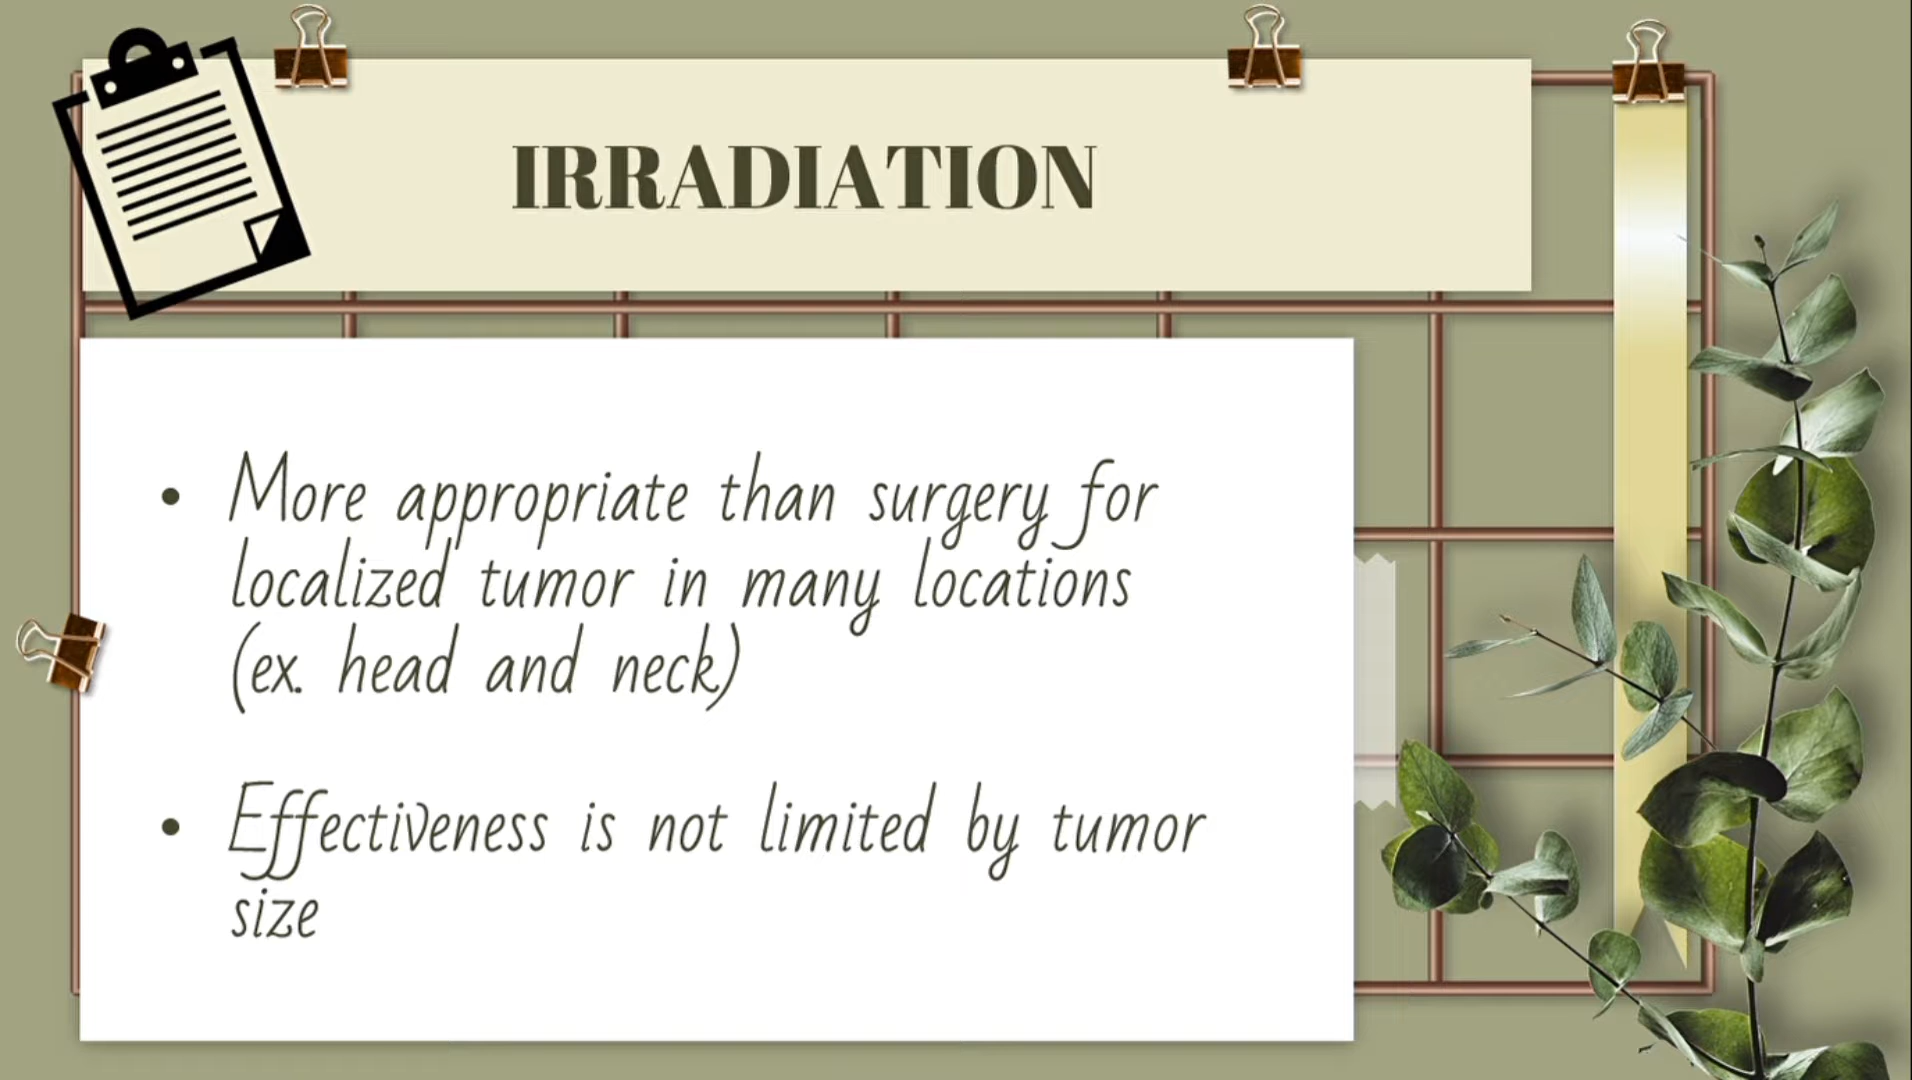 IRRADIATION
• More appropriate than surgery for
localized tumor in many locations
(ex. head and neck)
• Effectiveness is not limited by tumor
size